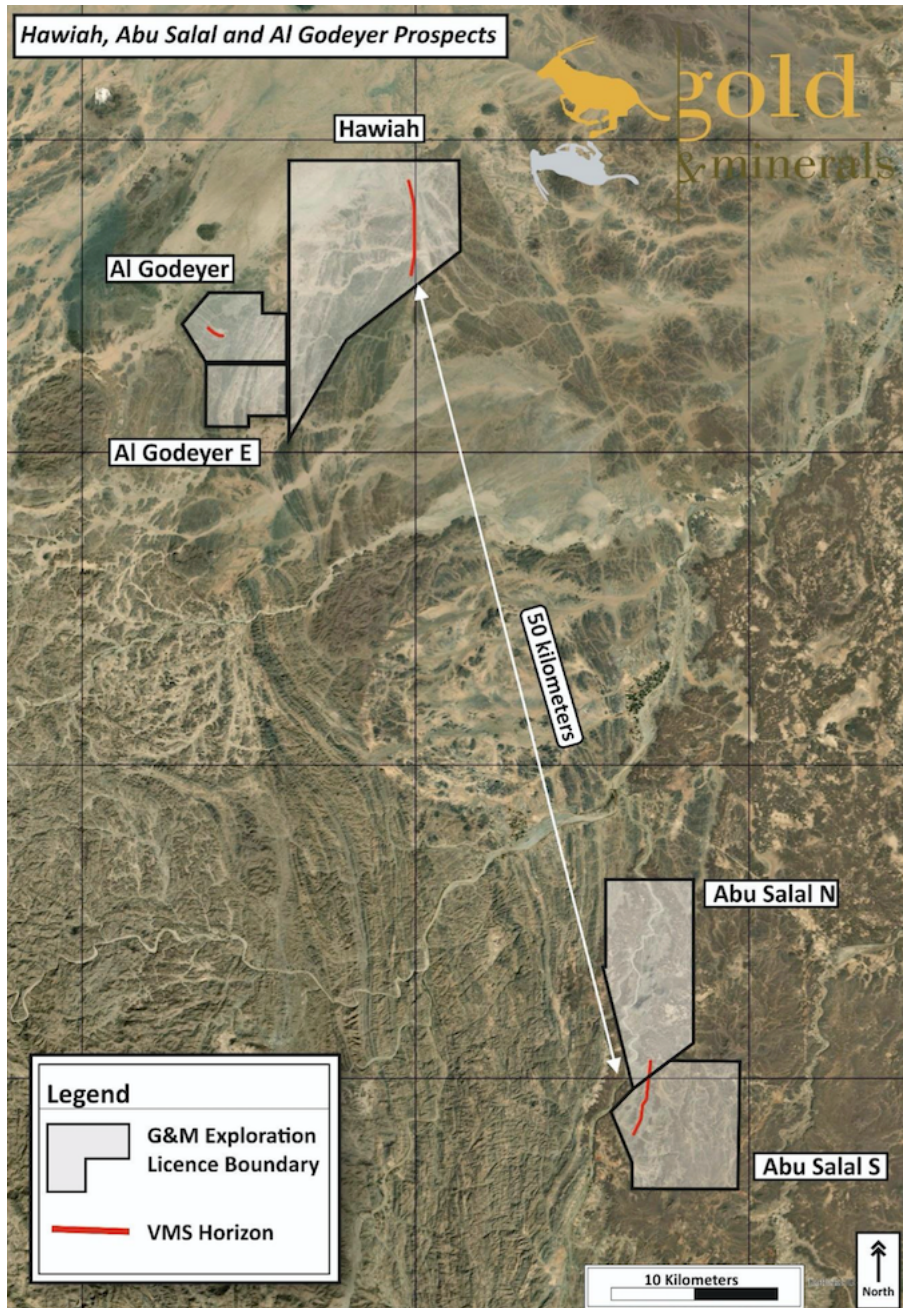 Hawiah, Abu Salal and Al Godeyer Prospects
gold
& minerals
Hawiah
Al Godeyer
Al Godeyer E
50 kilometers
Abu Salal N
Abu Salal S
Legend
G&M Exploration
Licence Boundary
VMS Horizon
10 Kilometers
North